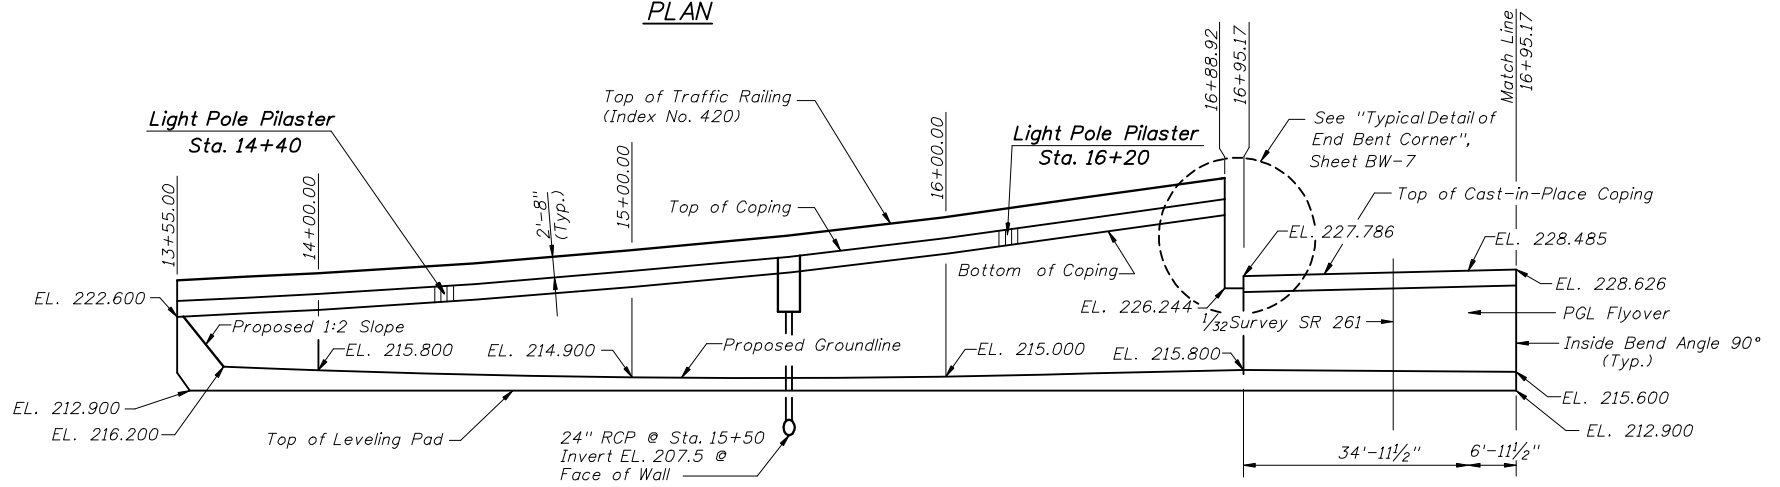 PLAN
16+88.92
16+95.17
Match Line
16+95.17
Top of Traffic Railing
(Index No. 420)
See "Typical Detail of
End Bent Corner",
Sheet BW-7
Light Pole Pilaster
Sta. 14+40
Light Pole Pilaster
Sta. 16+20
13+55.00
14+00.00
2'-8"
(Typ.)
15+00.00
16+00.00
Top of Coping
Top of Cast-in-Place Coping
EL. 227.786
EL. 228.485
Bottom of Coping
EL. 222.600
EL. 226.244
EL. 228.626
Proposed 1:2 Slope
1/32 Survey SR 261
PGL Flyover
EL. 215.800
EL. 214.900
Proposed Groundline
EL. 215.000
EL. 215.800
Inside Bend Angle 90°
(Typ.)
EL. 212.900
EL. 215.600
EL. 216.200
Top of Leveling Pad
24" RCP @ Sta. 15+50
Invert EL. 207.5 @
Face of Wall
EL. 212.900
34'-11½"
6'-11½"